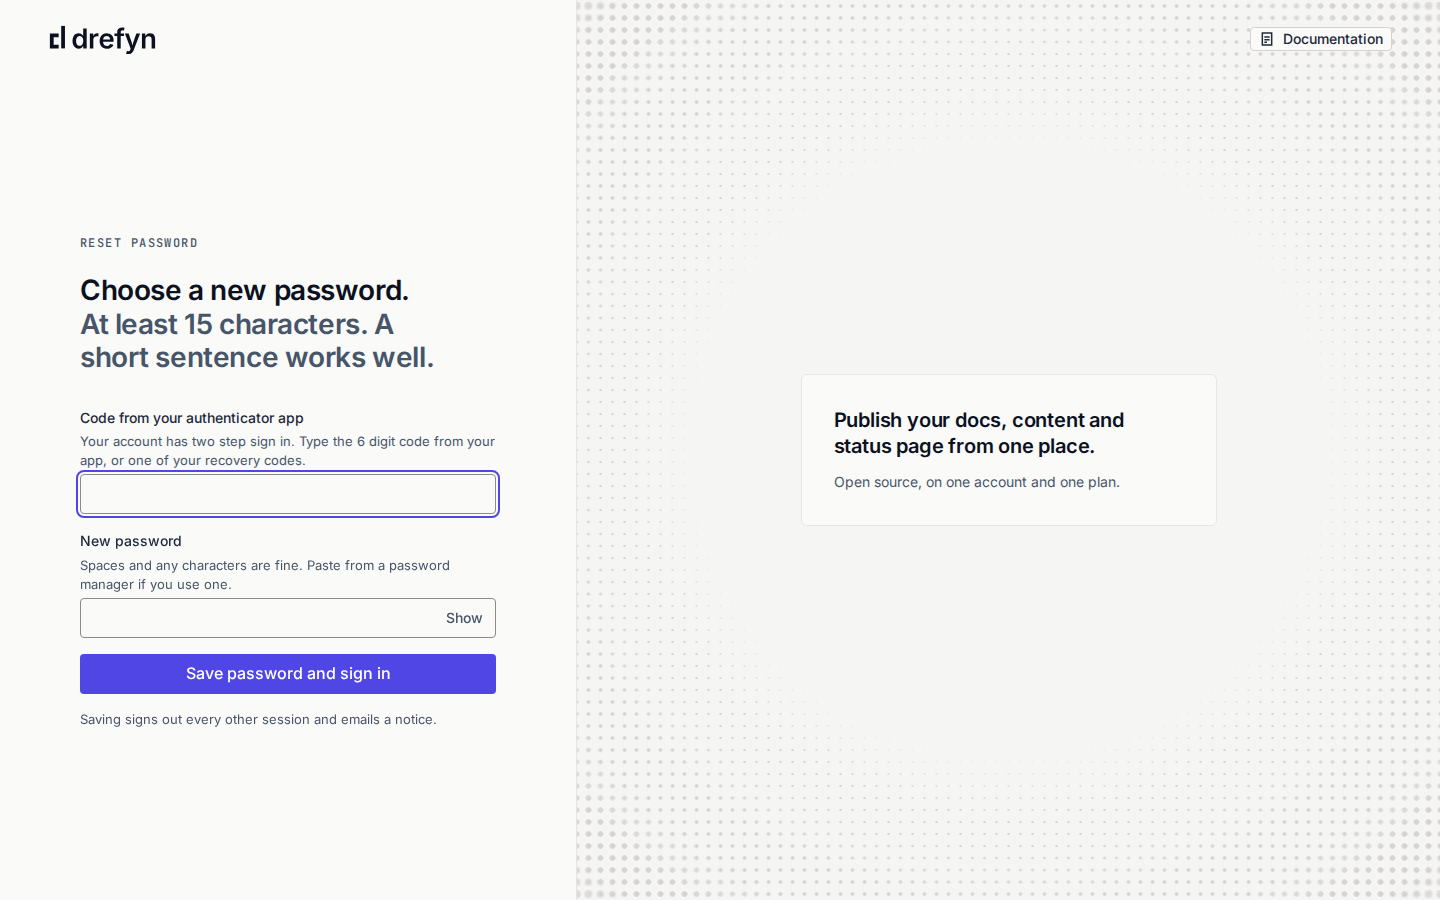 drefyn
Documentation
RESET PASSWORD
Choose a new password.
At least 15 characters. A
short sentence works well.
Code from your authenticator app
Your account has two step sign in. Type the 6 digit code from your
app, or one of your recovery codes.
New password
Spaces and any characters are fine. Paste from a password
manager if you use one.
Show
Save password and sign in
Saving signs out every other session and emails a notice.
Publish your docs, content and
status page from one place.
Open source, on one account and one plan.